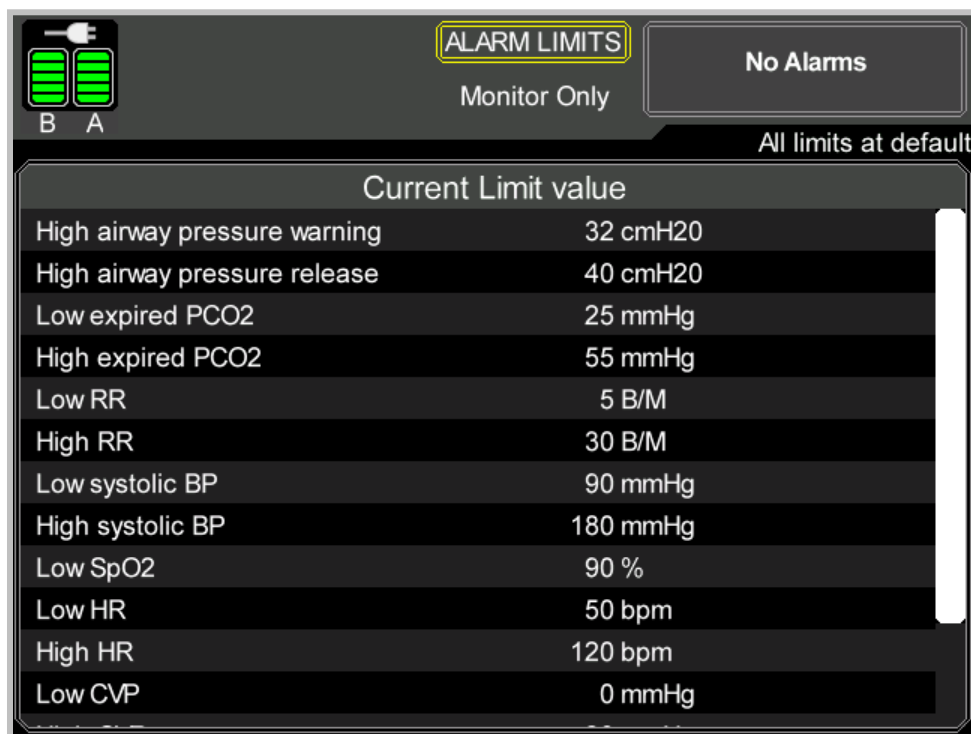 ALARM LIMITS
No Alarms
Monitor Only
B A
All limits at default
Current Limit value
High airway pressure warning 32 cmH20
High airway pressure release 40 cmH20
Low expired PCO2 25 mmHg
High expired PCO2 55 mmHg
Low RR 5 B/M
High RR 30 B/M
Low systolic BP 90 mmHg
High systolic BP 180 mmHg
Low SpO2 90 %
Low HR 50 bpm
High HR 120 bpm
Low CVP 0 mmHg